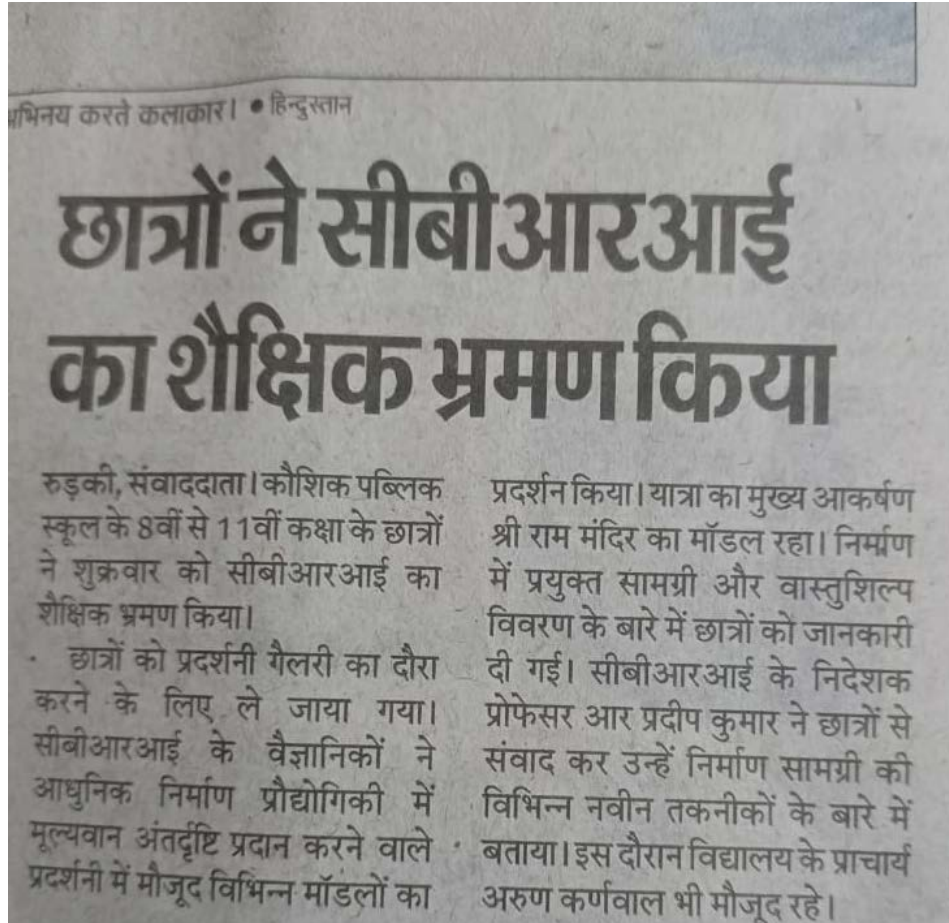 अभिनय करते कलाकार। • हिन्दुस्तान
छात्रों ने सीबीआरआई
का शैक्षिक भ्रमण किया
रुड़की, संवाददाता। कौशिक पब्लिक
स्कूल के 8वीं से 11वीं कक्षा के छात्रों
ने शुक्रवार को सीबीआरआई का
शैक्षिक भ्रमण किया।
छात्रों को प्रदर्शनी गैलरी का दौरा
करने के लिए ले जाया गया।
सीबीआरआई के वैज्ञानिकों ने
आधुनिक निर्माण प्रौद्योगिकी में
मूल्यवान अंतर्दृष्टि प्रदान करने वाले
प्रदर्शनी में मौजूद विभिन्न मॉडलों का
प्रदर्शन किया। यात्रा का मुख्य आकर्षण
श्री राम मंदिर का मॉडल रहा। निर्माण
में प्रयुक्त सामग्री और वास्तुशिल्प
विवरण के बारे में छात्रों को जानकारी
दी गई। सीबीआरआई के निदेशक
प्रोफेसर आर प्रदीप कुमार ने छात्रों से
संवाद कर उन्हें निर्माण सामग्री की
विभिन्न नवीन तकनीकों के बारे में
बताया। इस दौरान विद्यालय के प्राचार्य
अरुण कर्णवाल भी मौजूद रहे।